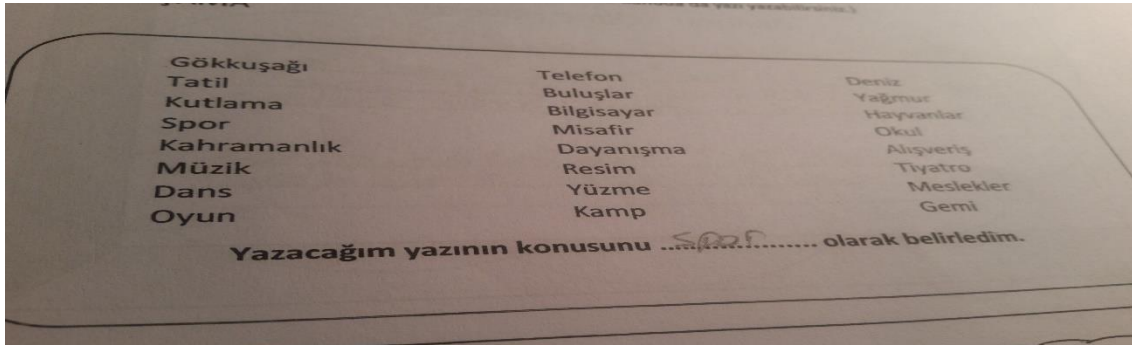 Gökkuşağı
Tatil
Kutlama
Spor
Kahramanlık
Müzik
Dans
Oyun
Telefon
Buluşlar
Bilgisayar
Misafir
Dayanışma
Resim
Yüzme
Kamp
Deniz
Yağmur
Hayvanlar
Okul
Alışveriş
Tiyatro
Meslekler
Gemi
Yazacağım yazının konusunu ..spor.......... olarak belirledim.